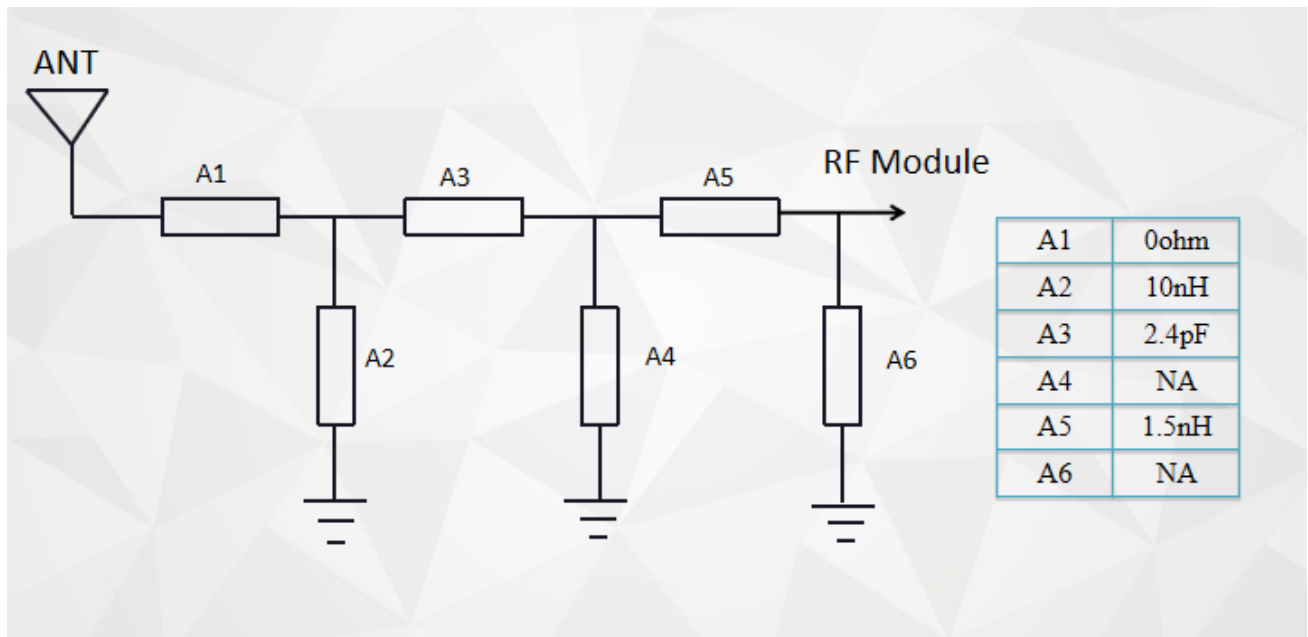 ANT
A1
A3
A5
RF Module
A2
A4
A6
A1 0ohm
A2 10nH
A3 2.4pF
A4 NA
A5 1.5nH
A6 NA